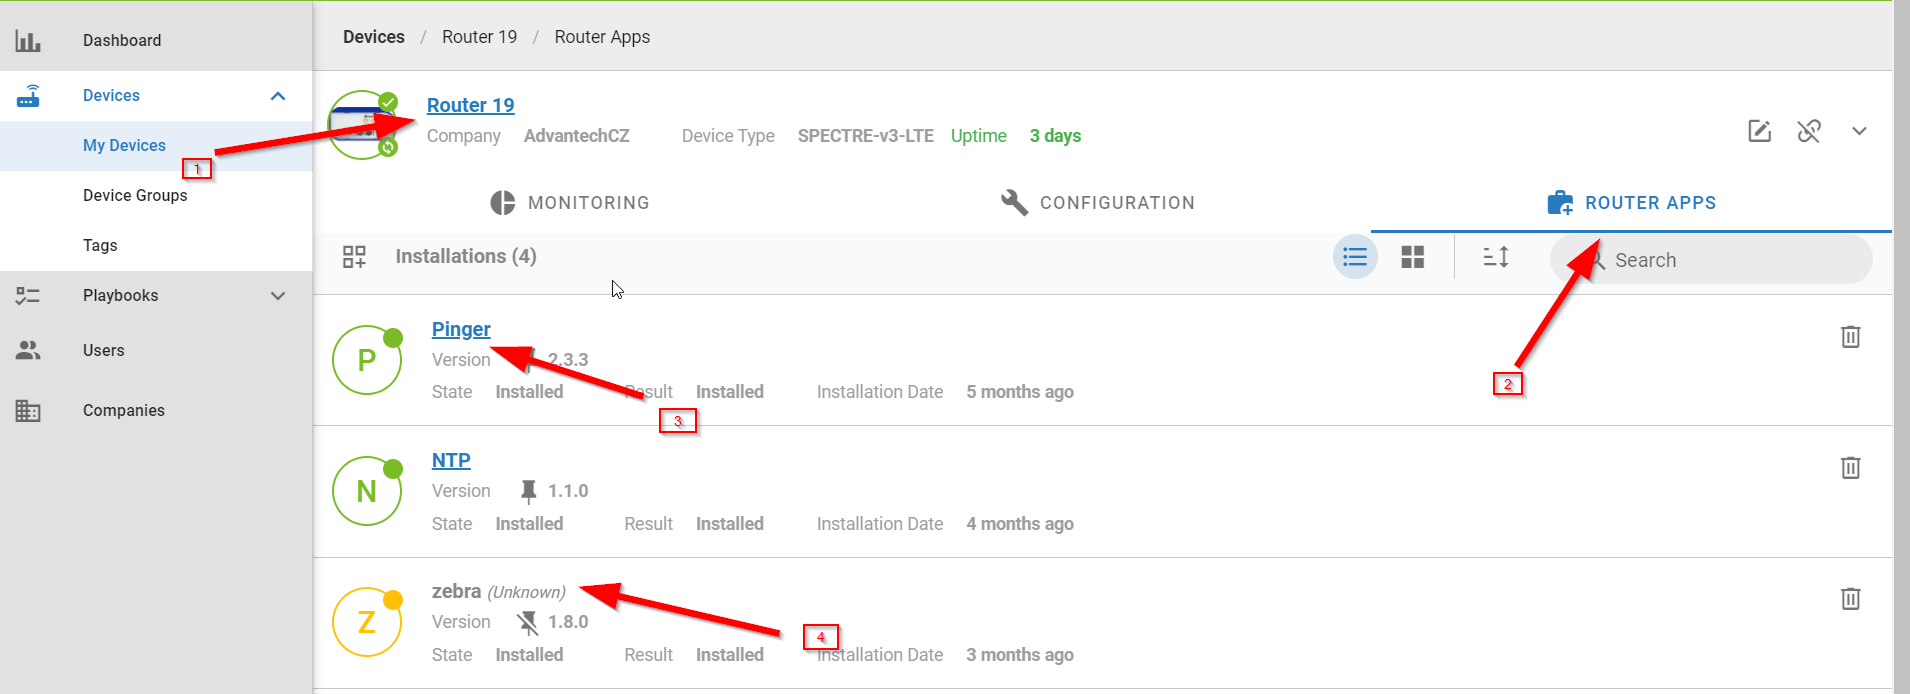 Dashboard
Devices
My Devices
1
Device Groups
Tags
Playbooks
Users
Companies
Devices / Router 19 / Router Apps
Router 19
Company AdvantechCZ Device Type SPECTRE-v3-LTE Uptime 3 days
MONITORING CONFIGURATION ROUTER APPS
Installations (4) Search
2
P
Pinger
Version 2.3.3
State Installed Result Installed Installation Date 5 months ago
3
N
NTP
Version 1.1.0
State Installed Result Installed Installation Date 4 months ago
Z
zebra (Unknown)
Version 1.8.0
4
State Installed Result Installed Installation Date 3 months ago